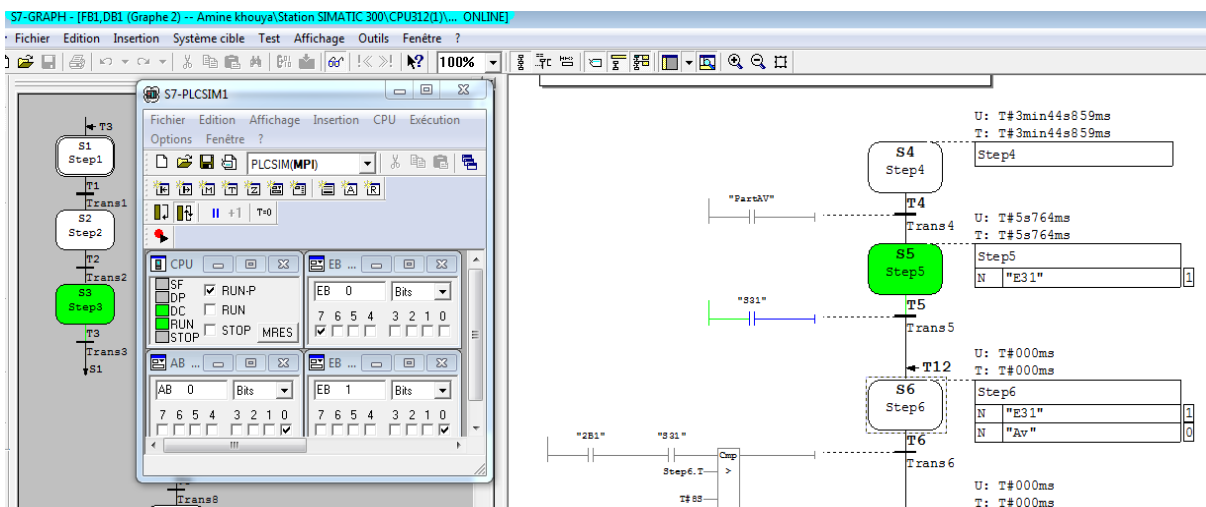 S7-GRAPH - [FB1,DB1 (Graphe 2) -- Amine khouya\Station SIMATIC 300\CPU312(1)\... ONLINE]
Fichier Edition Insertion Système cible Test Affichage Outils Fenêtre ?
100%
T3
S1
Step1
T1
Trans1
S2
Step2
T2
Trans2
S3
Step3
T3
Trans3
S1
Trans8
S7-PLCSIM1
Fichier Edition Affichage Insertion CPU Exécution
Options Fenêtre ?
PLCSIM(MPI)
+1 T=0
CPU
SF
DP
DC
RUN
STOP
RUN-P
RUN
STOP MRES
EB ...
EB 0 Bits
7 6 5 4 3 2 1 0
AB ...
AB 0 Bits
7 6 5 4 3 2 1 0
EB ...
EB 1 Bits
7 6 5 4 3 2 1 0
U: T#3min44s859ms
T: T#3min44s859ms
S4
Step4
Step4
"PartAV"
T4
Trans4
U: T#5s764ms
T: T#5s764ms
S5
Step5
Step5
N "E31" 1
"S31"
T5
Trans5
U: T#000ms
T: T#000ms
T12
S6
Step6
Step6
N "E31" 1
N "Av" 0
"2B1" "S31"
Cmp
>
Step6.T
T#8S
T6
Trans6
U: T#000ms
T: T#000ms